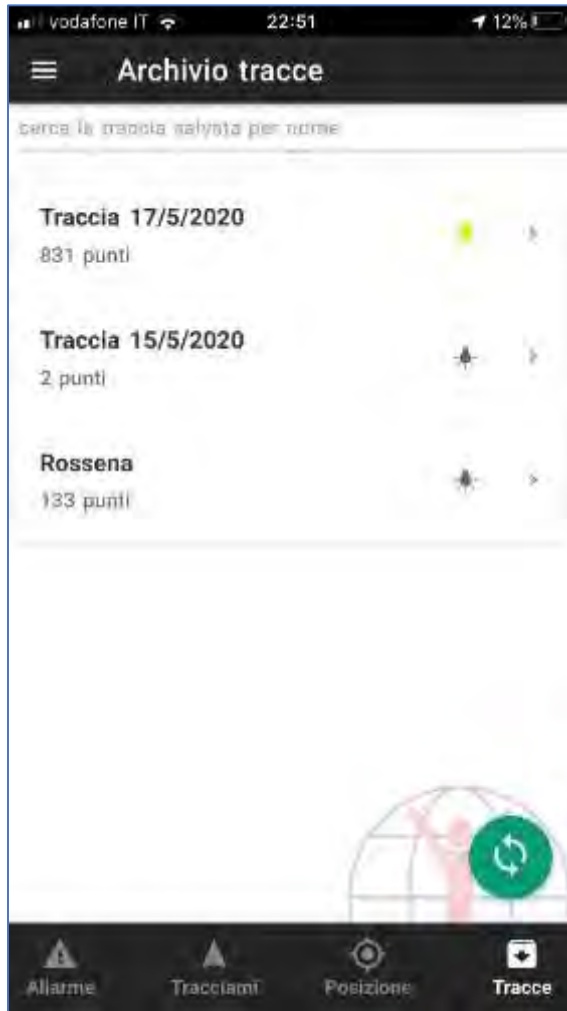 vodafone IT
22:51
12%
Archivio tracce
cerca la traccia salvata per nome
Traccia 17/5/2020
831 punti
Traccia 15/5/2020
2 punti
Rossena
133 punti
Allarme
Tracciami
Posizione
Tracce